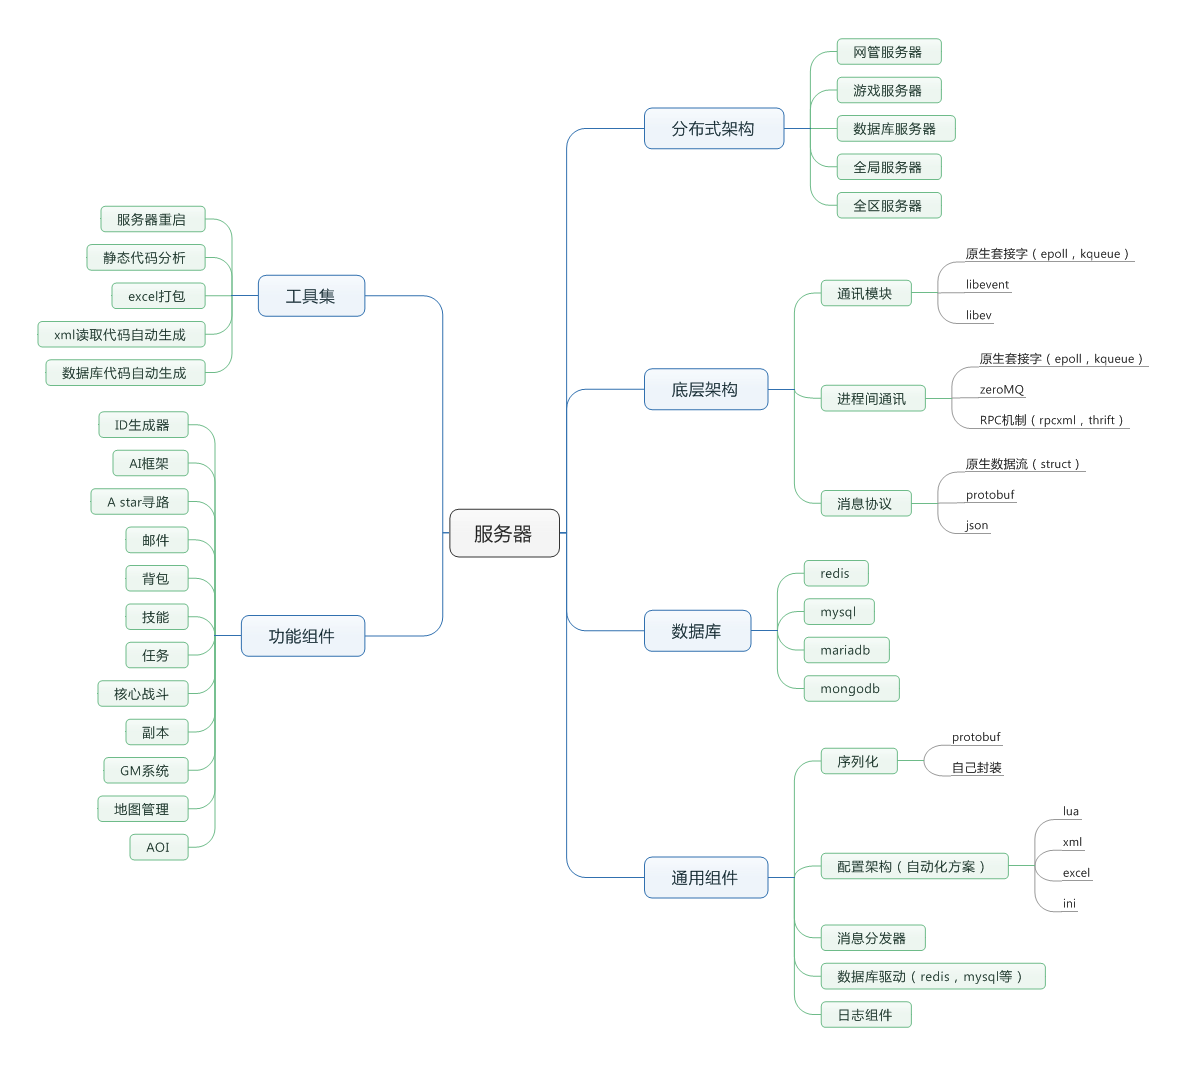 服务器
分布式架构
网管服务器
游戏服务器
数据库服务器
全局服务器
全区服务器
底层架构
通讯模块
原生套接字（epoll，kqueue）
libevent
libev
进程间通讯
原生套接字（epoll，kqueue）
zeroMQ
RPC机制（rpcxml，thrift）
消息协议
原生数据流（struct）
protobuf
json
数据库
redis
mysql
mariadb
mongodb
通用组件
序列化
protobuf
自己封装
配置架构（自动化方案）
lua
xml
excel
ini
消息分发器
数据库驱动（redis，mysql等）
日志组件
工具集
服务器重启
静态代码分析
excel打包
xml读取代码自动生成
数据库代码自动生成
功能组件
ID生成器
AI框架
A star寻路
邮件
背包
技能
任务
核心战斗
副本
GM系统
地图管理
AOI